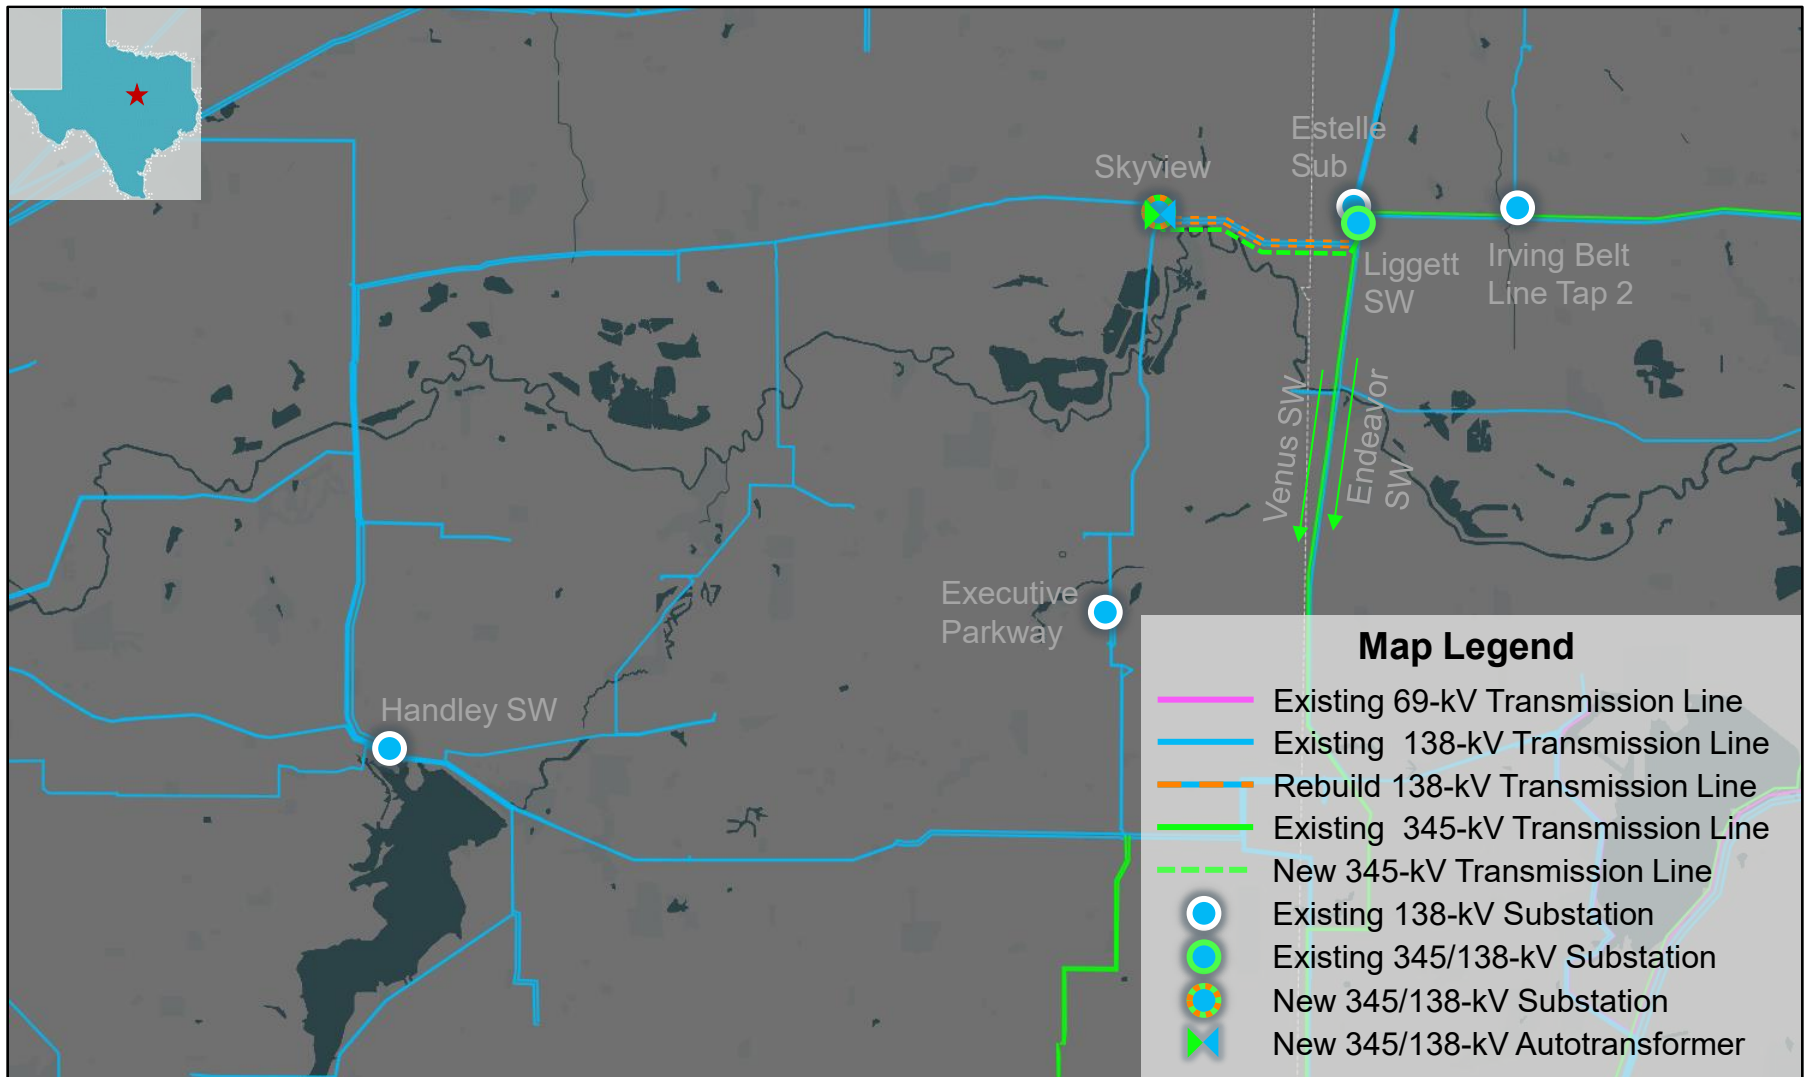 Estelle
Sub
Skyview
Irving Belt
Line Tap 2
Liggett
SW
Venus SW
Endeavor
SW
Executive
Parkway
Handley SW
Map Legend
Existing 69-kV Transmission Line
Existing 138-kV Transmission Line
Rebuild 138-kV Transmission Line
Existing 345-kV Transmission Line
New 345-kV Transmission Line
Existing 138-kV Substation
Existing 345/138-kV Substation
New 345/138-kV Substation
New 345/138-kV Autotransformer